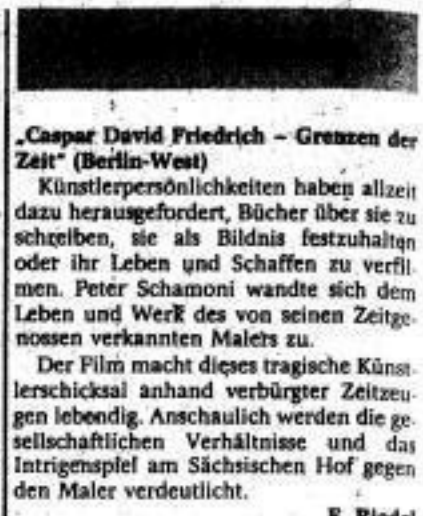 „Caspar David Friedrich – Grenzen der
Zeit“ (Berlin-West)
Künstlerpersönlichkeiten haben allzeit
dazu herausgefordert, Bücher über sie zu
schreiben, sie als Bildnis festzuhalten
oder ihr Leben und Schaffen zu verfil-
men. Peter Schamoni wandte sich dem
Leben und Werk des von seinen Zeitge-
nossen verkannten Malers zu.
Der Film macht dieses tragische Künst-
lerschicksal anhand verbürgter Zeitzeu-
gen lebendig. Anschaulich werden die ge-
sellschaftlichen Verhältnisse und das
Intrigenspiel am Sächsischen Hof gegen
den Maler verdeutlicht.